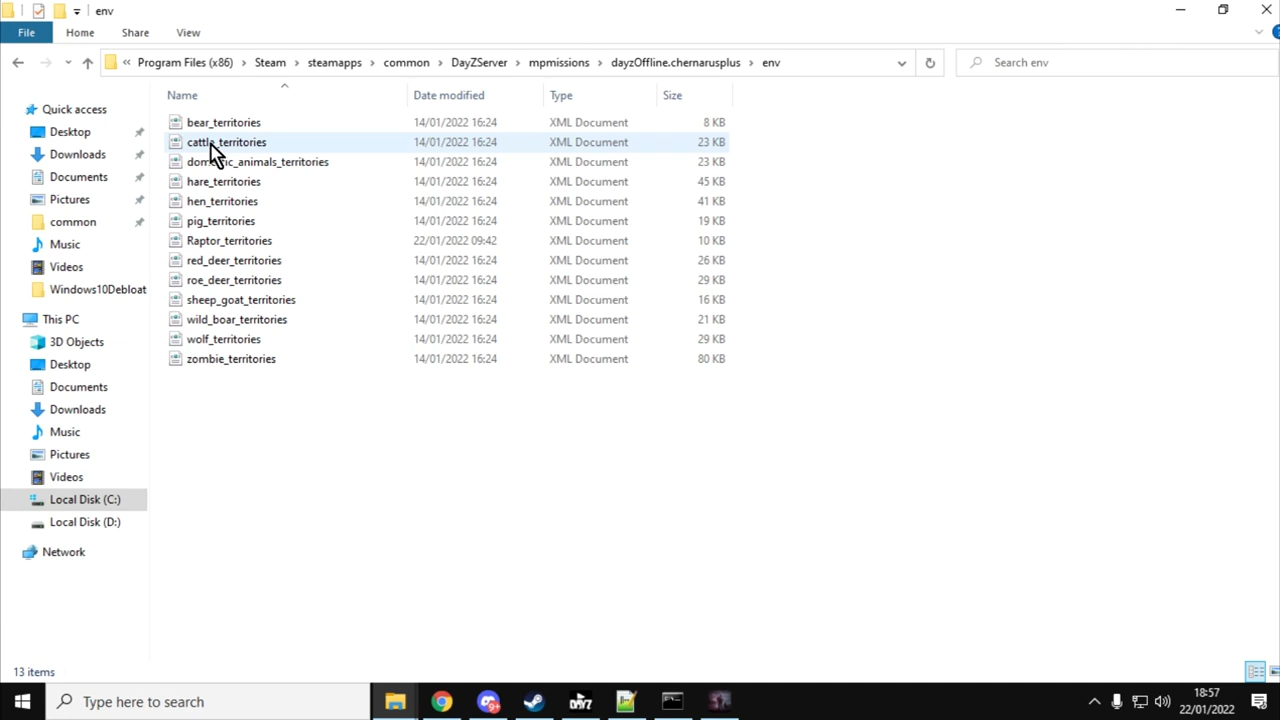 env
File Home Share View
« Program Files (x86) > Steam > steamapps > common > DayZServer > mpmissions > dayzOffline.chernarusplus > env
Search env
Name Date modified Type Size
Quick access
Desktop
Downloads
Documents
Pictures
common
Music
Videos
Windows10Debloat
This PC
3D Objects
Desktop
Documents
Downloads
Music
Pictures
Videos
Local Disk (C:)
Local Disk (D:)
Network
bear_territories 14/01/2022 16:24 XML Document 8 KB
cattle_territories 14/01/2022 16:24 XML Document 23 KB
domestic_animals_territories 14/01/2022 16:24 XML Document 23 KB
hare_territories 14/01/2022 16:24 XML Document 45 KB
hen_territories 14/01/2022 16:24 XML Document 41 KB
pig_territories 14/01/2022 16:24 XML Document 19 KB
Raptor_territories 22/01/2022 09:42 XML Document 10 KB
red_deer_territories 14/01/2022 16:24 XML Document 26 KB
roe_deer_territories 14/01/2022 16:24 XML Document 29 KB
sheep_goat_territories 14/01/2022 16:24 XML Document 16 KB
wild_boar_territories 14/01/2022 16:24 XML Document 21 KB
wolf_territories 14/01/2022 16:24 XML Document 29 KB
zombie_territories 14/01/2022 16:24 XML Document 80 KB
13 items
Type here to search
18:57
22/01/2022